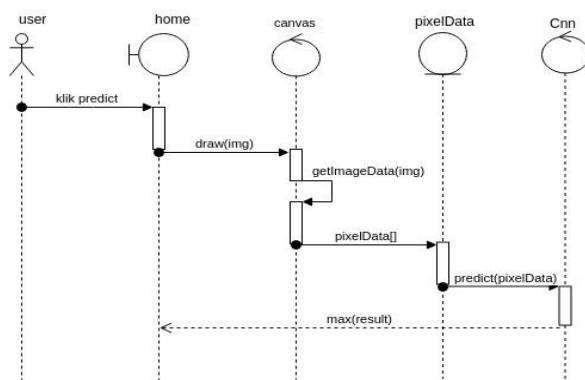 user
home
canvas
pixelData
Cnn
klik predict
draw(img)
getImageData(img)
pixelData[]
predict(pixelData)
max(result)